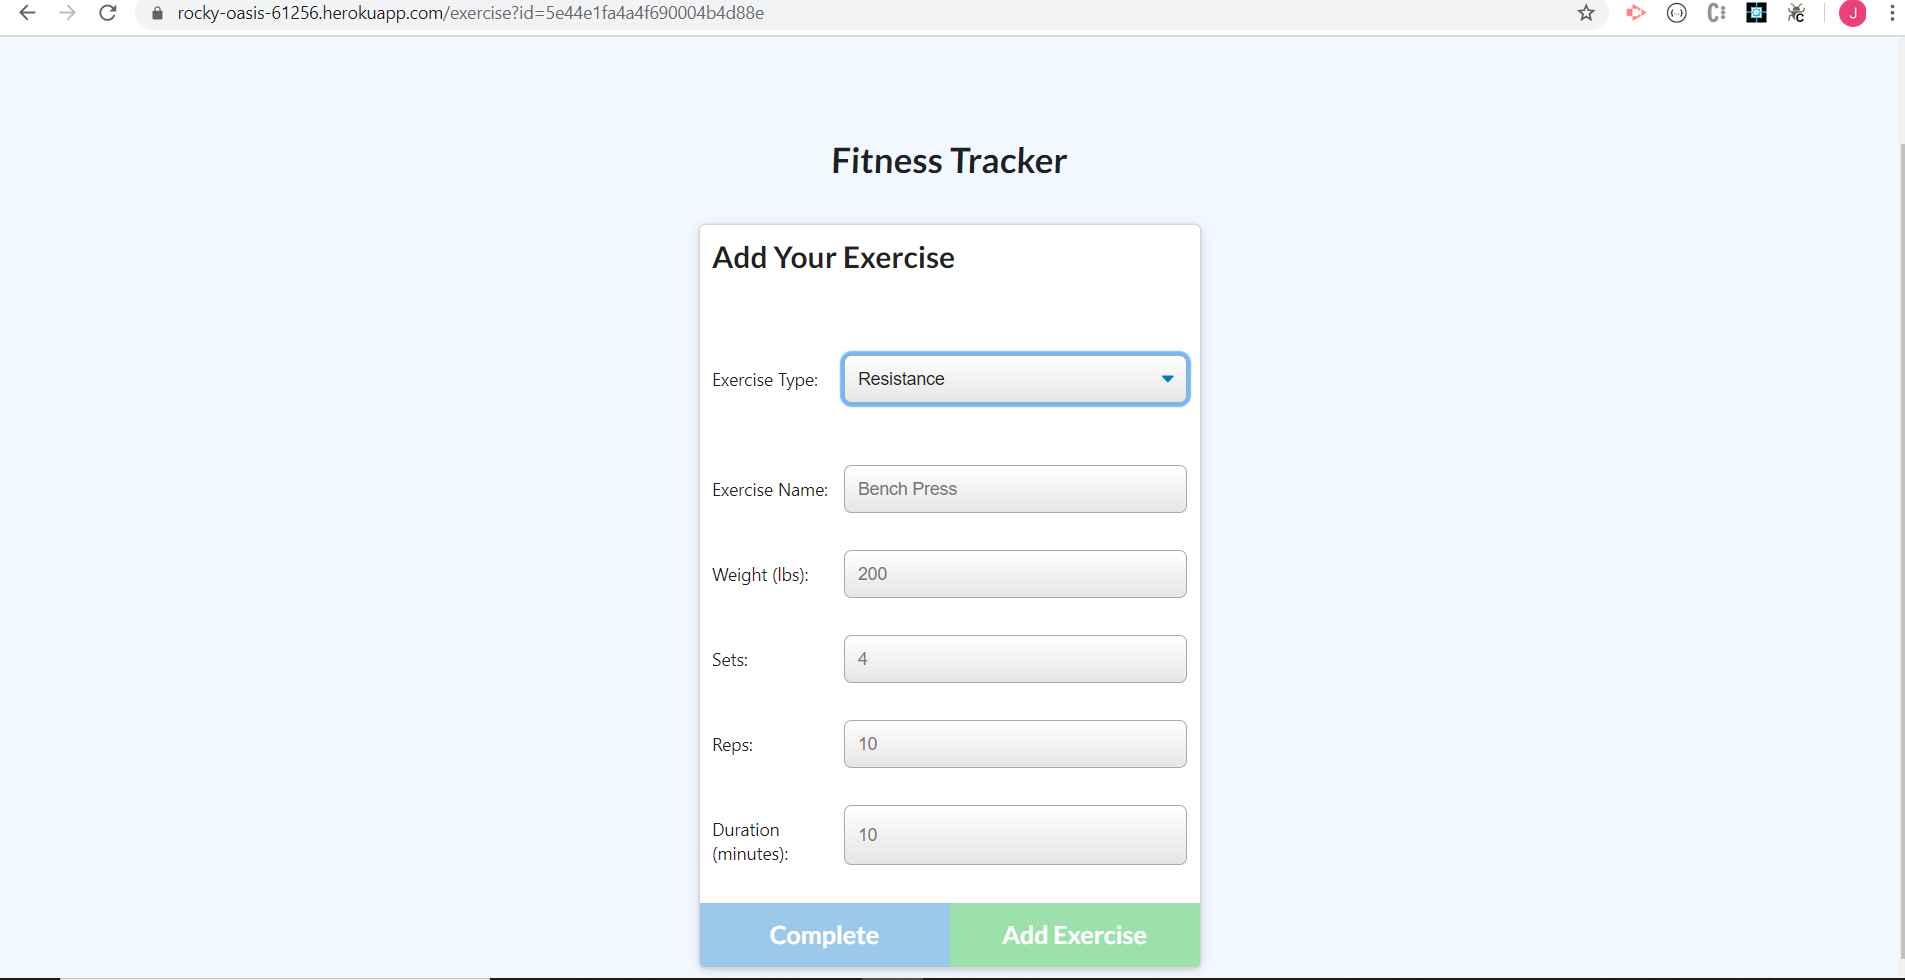 rocky-oasis-61256.herokuapp.com/exercise?id=5e44e1fa4a4f690004b4d88e
J
Fitness Tracker
Add Your Exercise
Exercise Type: Resistance
Exercise Name: Bench Press
Weight (lbs): 200
Sets: 4
Reps: 10
Duration
(minutes): 10
Complete Add Exercise